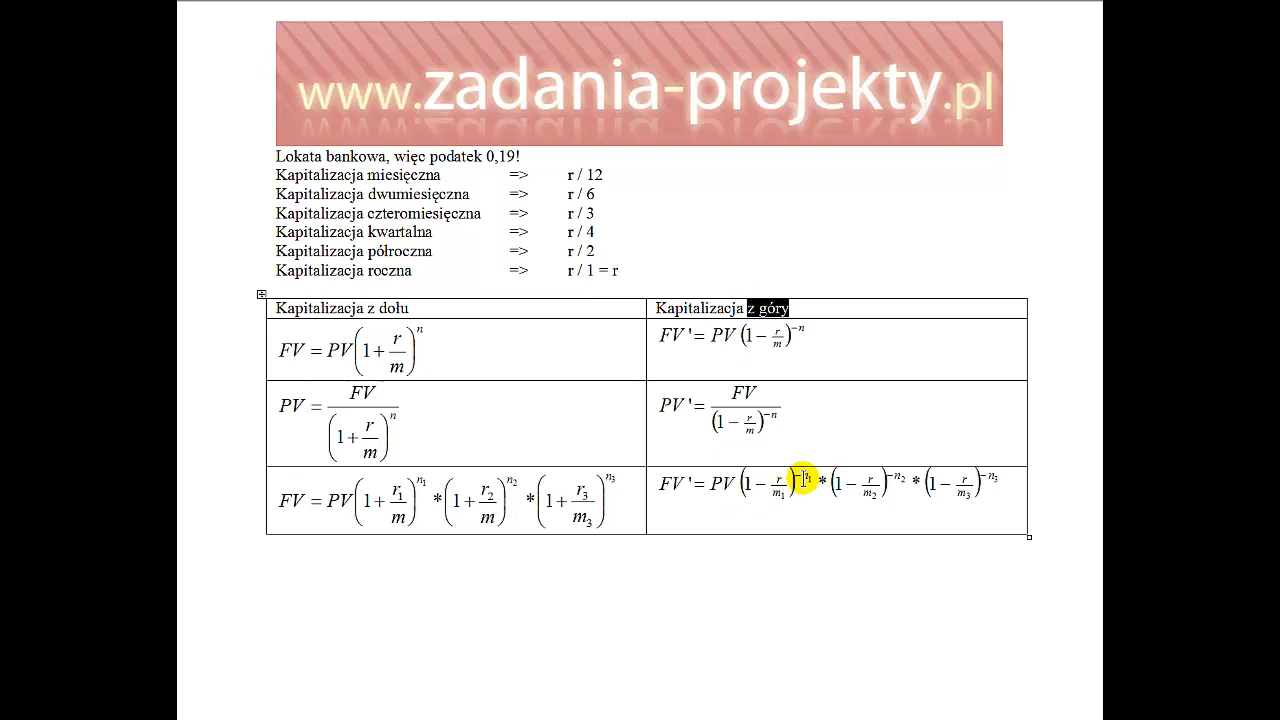 www.zadania-projekty.pl
Lokata bankowa, więc podatek 0,19!
Kapitalizacja miesięczna => r / 12
Kapitalizacja dwumiesięczna => r / 6
Kapitalizacja czteromiesięczna => r / 3
Kapitalizacja kwartalna => r / 4
Kapitalizacja półroczna => r / 2
Kapitalizacja roczna => r / 1 = r
Kapitalizacja z dołu
Kapitalizacja z góry
FV = PV(1 + r/m)^n
FV' = PV(1 − r/m)^−n
PV = FV/(1 + r/m)^n
PV' = FV/(1 − r/m)^−n
FV = PV(1 + r₁/m)^n₁ * (1 + r₂/m)^n₂ * (1 + r₃/m₃)^n₃
FV' = PV(1 − r/m₁)^−n₁ * (1 − r/m₂)^−n₂ * (1 − r/m₃)^−n₃